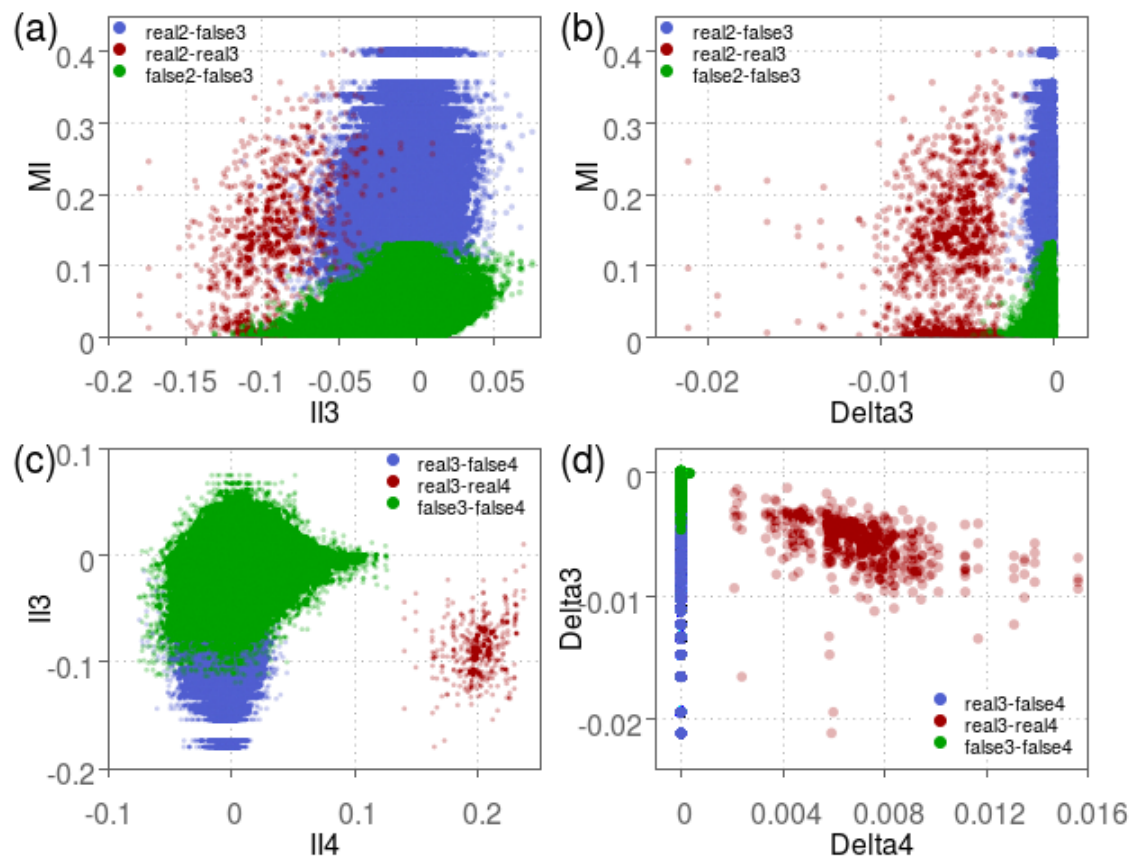 (a)
real2-false3
real2-real3
false2-false3
0.4
0.3
0.2
0.1
0
MI
-0.2
-0.15
-0.1
-0.05
0
0.05
II3
(b)
real2-false3
real2-real3
false2-false3
0.4
0.3
0.2
0.1
0
MI
-0.02
-0.01
0
Delta3
(c)
real3-false4
real3-real4
false3-false4
0.1
0
-0.1
-0.2
II3
-0.1
0
0.1
0.2
II4
(d)
0
-0.01
-0.02
Delta3
real3-false4
real3-real4
false3-false4
0
0.004
0.008
0.012
0.016
Delta4